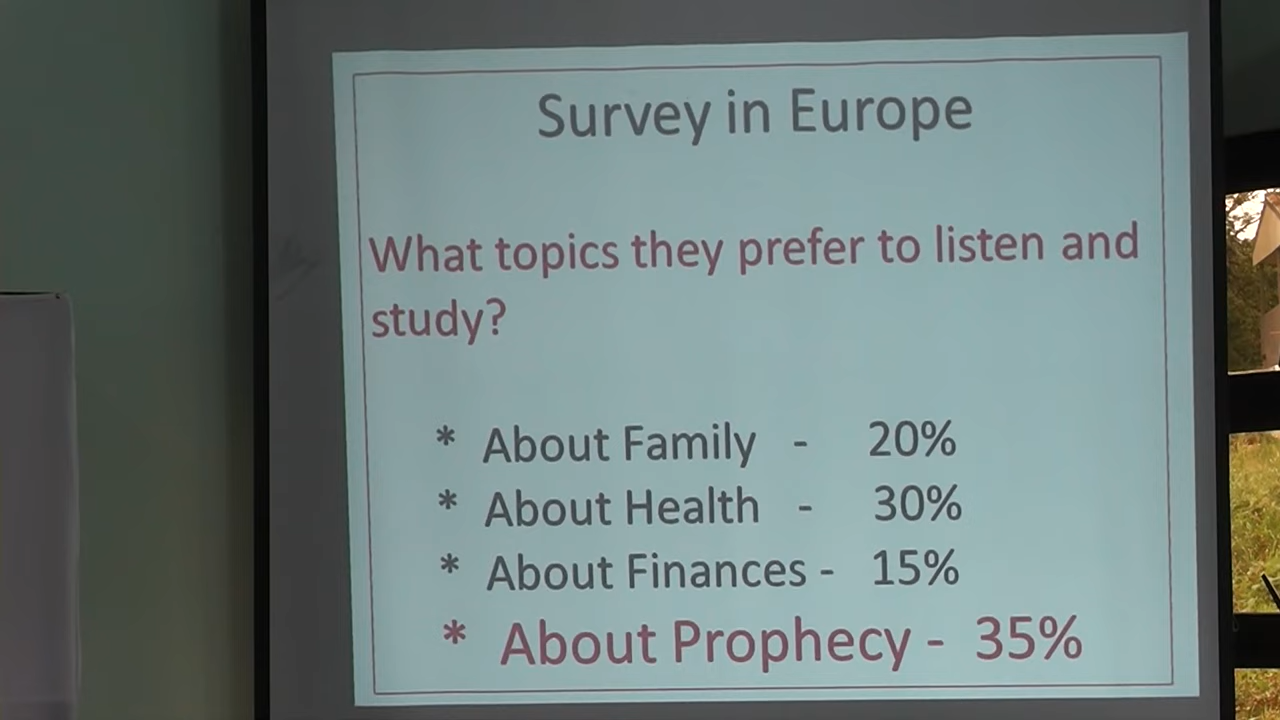 Survey in Europe
What topics they prefer to listen and
study?
* About Family - 20%
* About Health - 30%
* About Finances - 15%
* About Prophecy - 35%